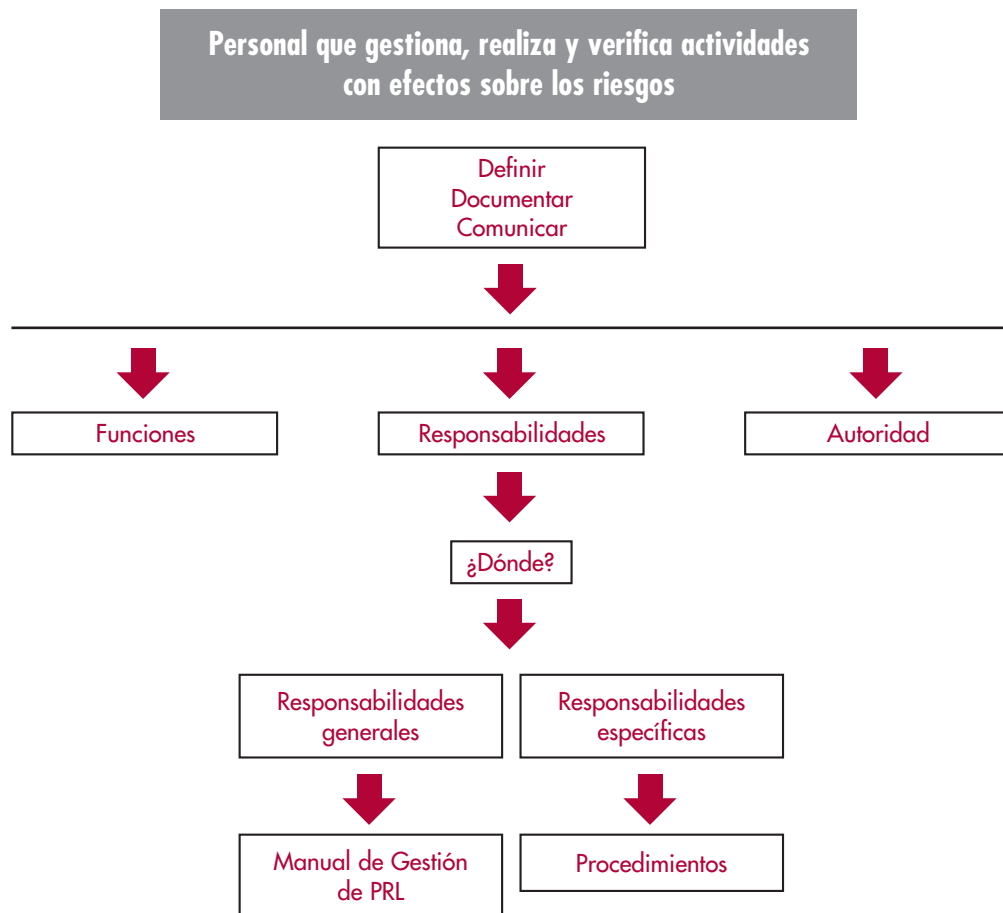 Personal que gestiona, realiza y verifica actividades
con efectos sobre los riesgos
Definir
Documentar
Comunicar
Funciones
Responsabilidades
Autoridad
¿Dónde?
Responsabilidades
generales
Responsabilidades
específicas
Manual de Gestión
de PRL
Procedimientos